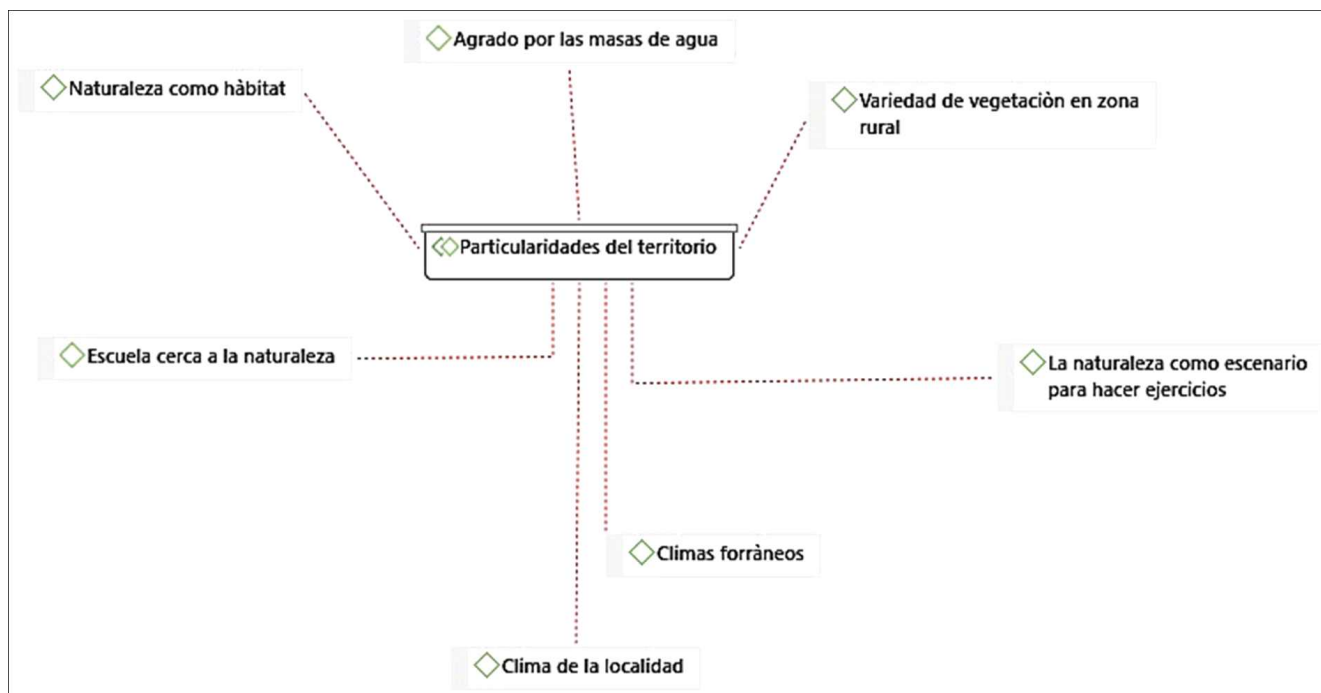 Agrado por las masas de agua
Naturaleza como hàbitat
Variedad de vegetaciòn en zona
rural
Particularidades del territorio
Escuela cerca a la naturaleza
La naturaleza como escenario
para hacer ejercicios
Climas forràneos
Clima de la localidad